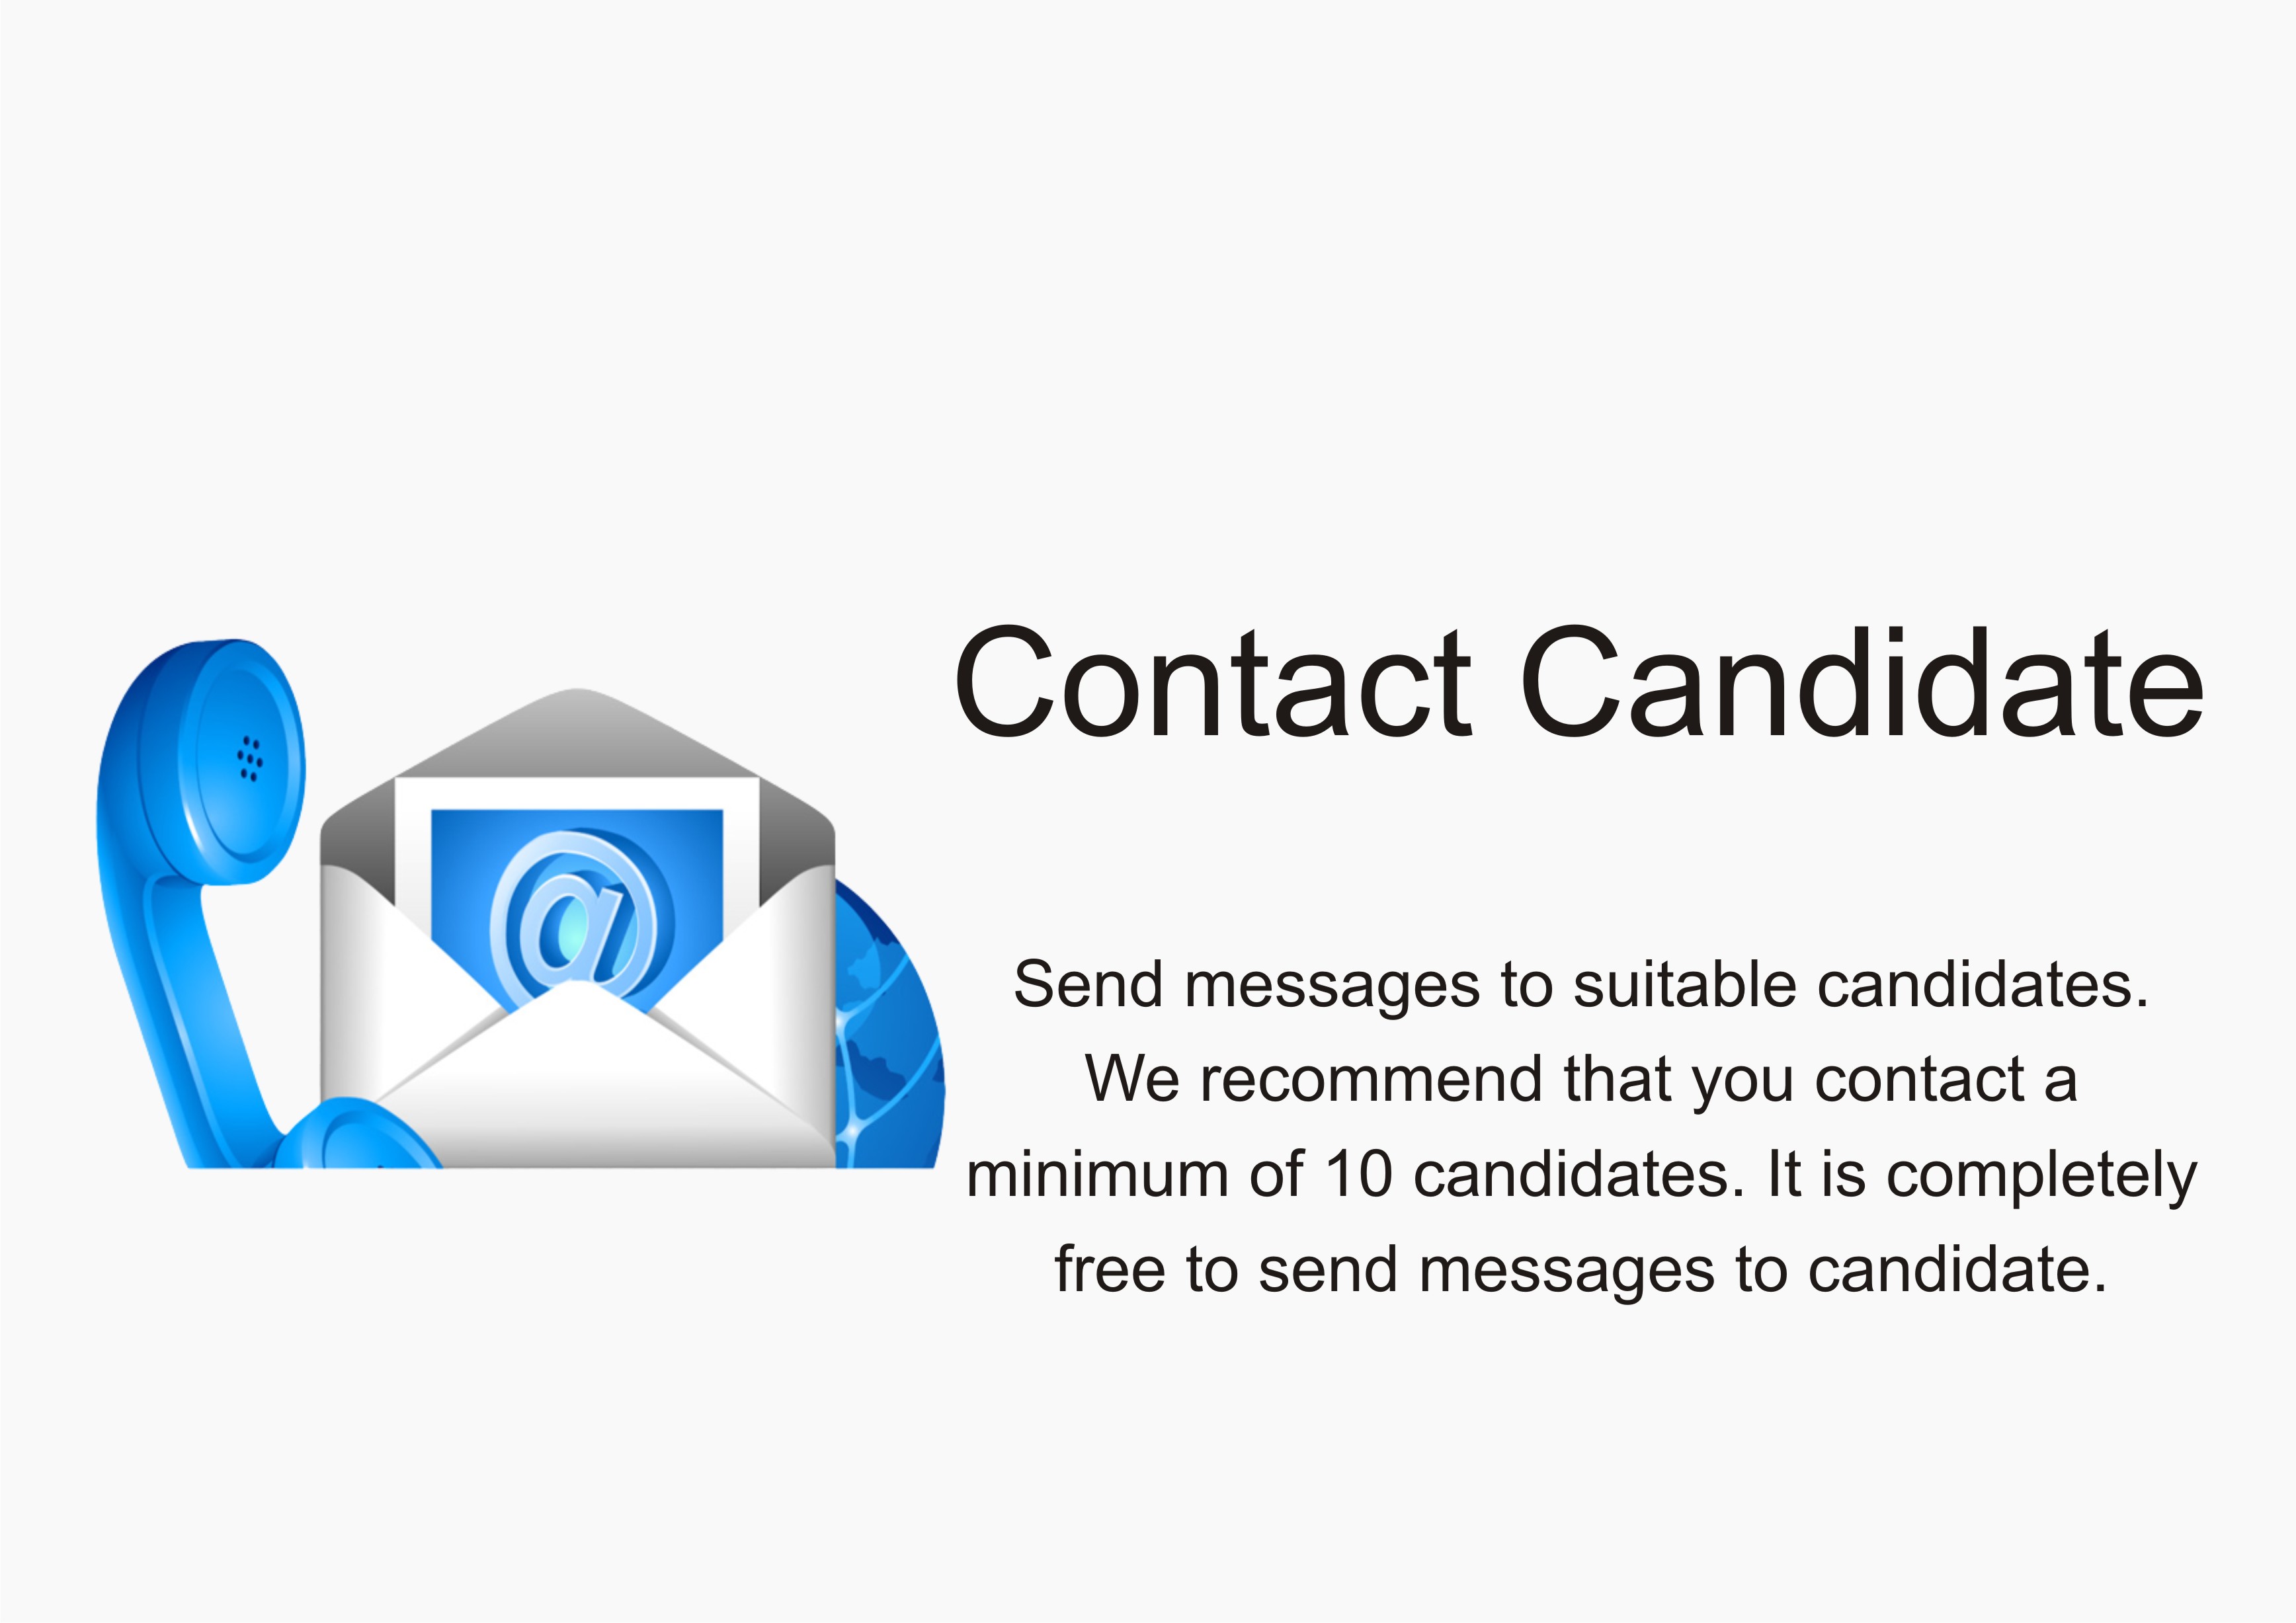 Contact Candidate
@
Send messages to suitable candidates.
We recommend that you contact a
minimum of 10 candidates. It is completely
free to send messages to candidate.